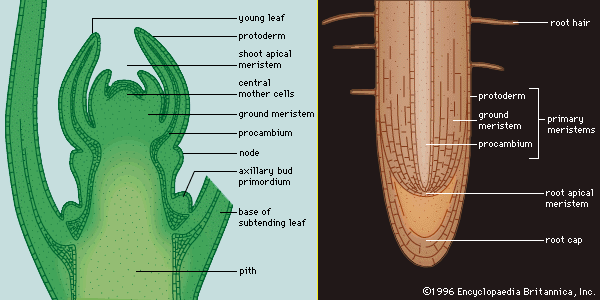 young leaf
protoderm
shoot apical
meristem
central
mother cells
ground meristem
procambium
node
axillary bud
primordium
base of
subtending leaf
pith
root hair
protoderm
ground
meristem
procambium
primary
meristems
root apical
meristem
root cap
©1996 Encyclopaedia Britannica, Inc.